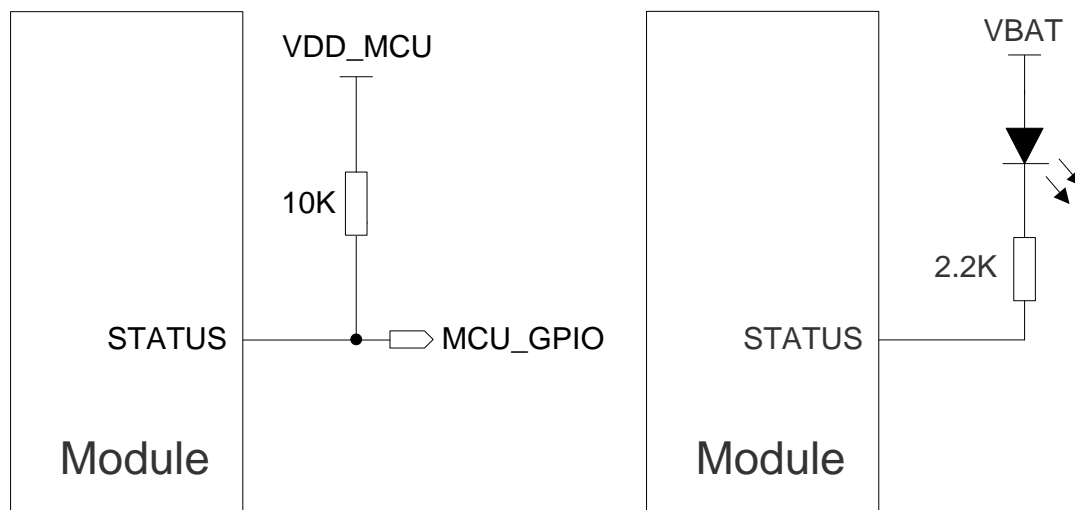 VDD_MCU
10K
STATUS
MCU_GPIO
Module
VBAT
2.2K
STATUS
Module